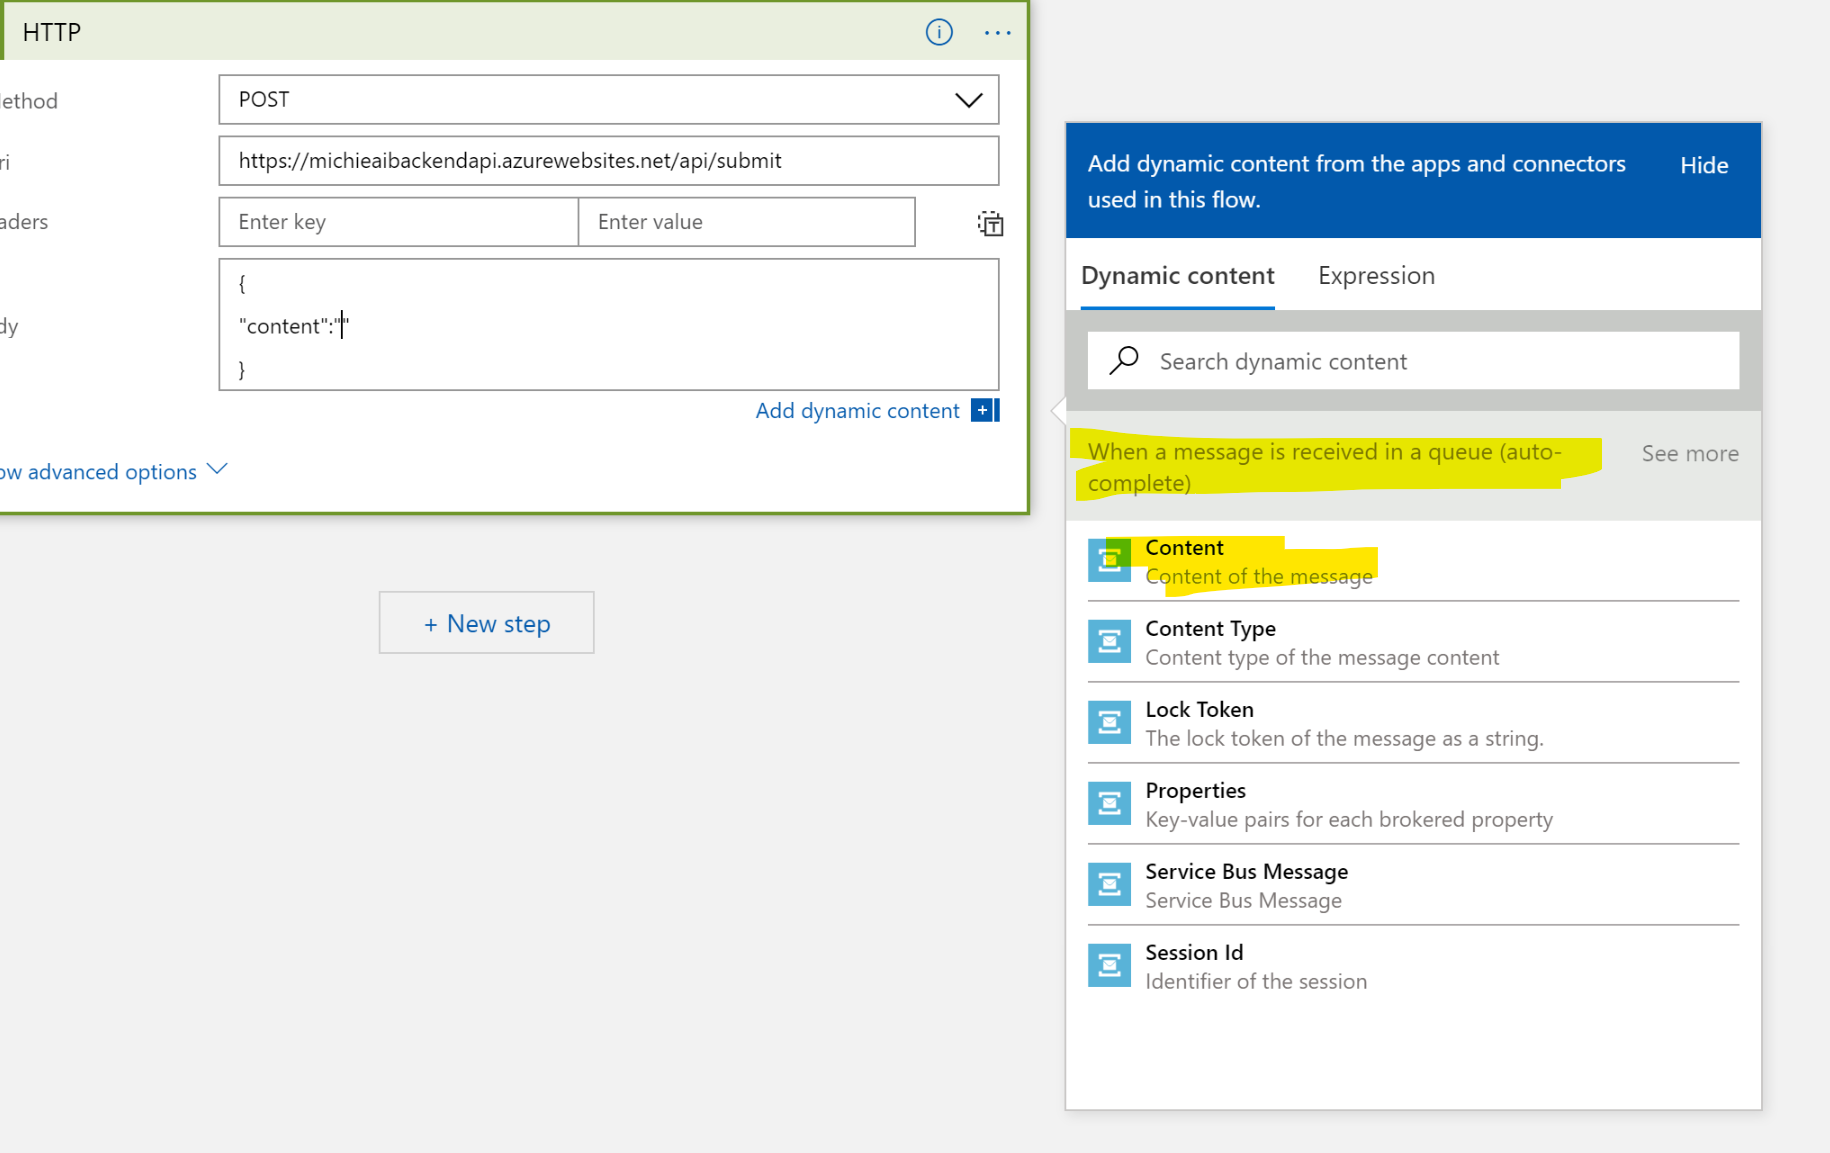 HTTP
ethod
POST
ri
https://michieaibackendapi.azurewebsites.net/api/submit
aders
Enter key
Enter value
dy
{
"content":""
}
Add dynamic content
ow advanced options
+ New step
Add dynamic content from the apps and connectors
used in this flow.
Hide
Dynamic content
Expression
Search dynamic content
When a message is received in a queue (auto-
complete)
See more
Content
Content of the message
Content Type
Content type of the message content
Lock Token
The lock token of the message as a string.
Properties
Key-value pairs for each brokered property
Service Bus Message
Service Bus Message
Session Id
Identifier of the session